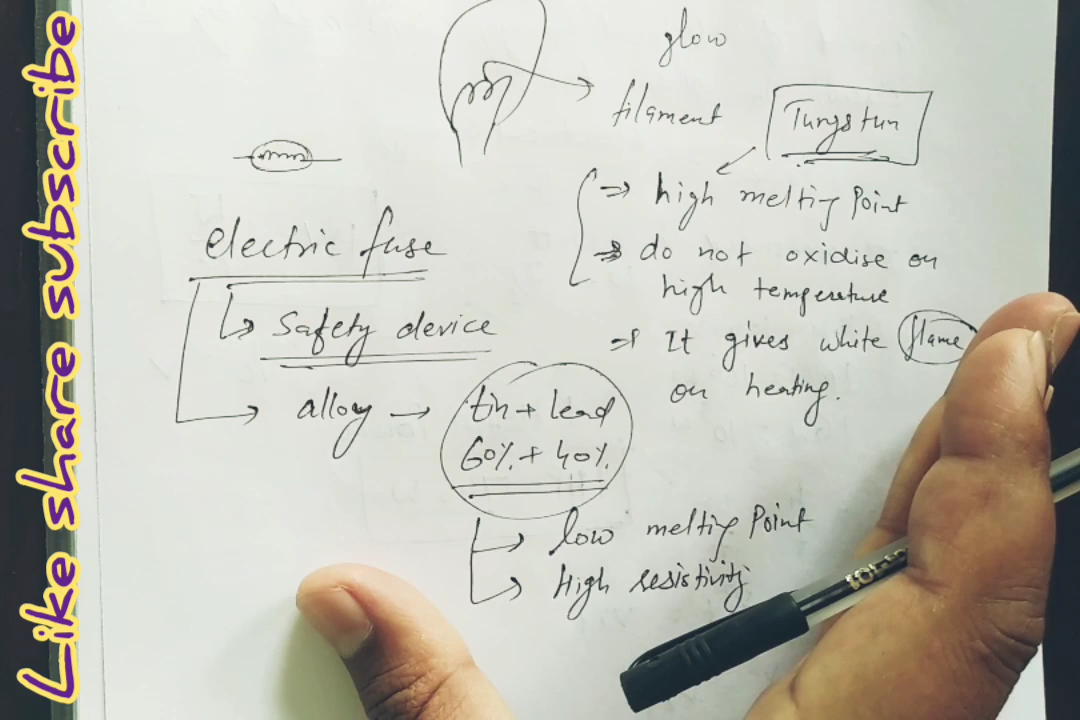 Like share subscribe
glow
filament
Tungstun
⇒ high melting Point
⇒ do not oxidise on
high temperature
⇒ It gives white flame
on heating.
electric fuse
↳ Safety device
→ alloy → tin + lead
60% + 40%
→ low melting Point
→ High resistivity